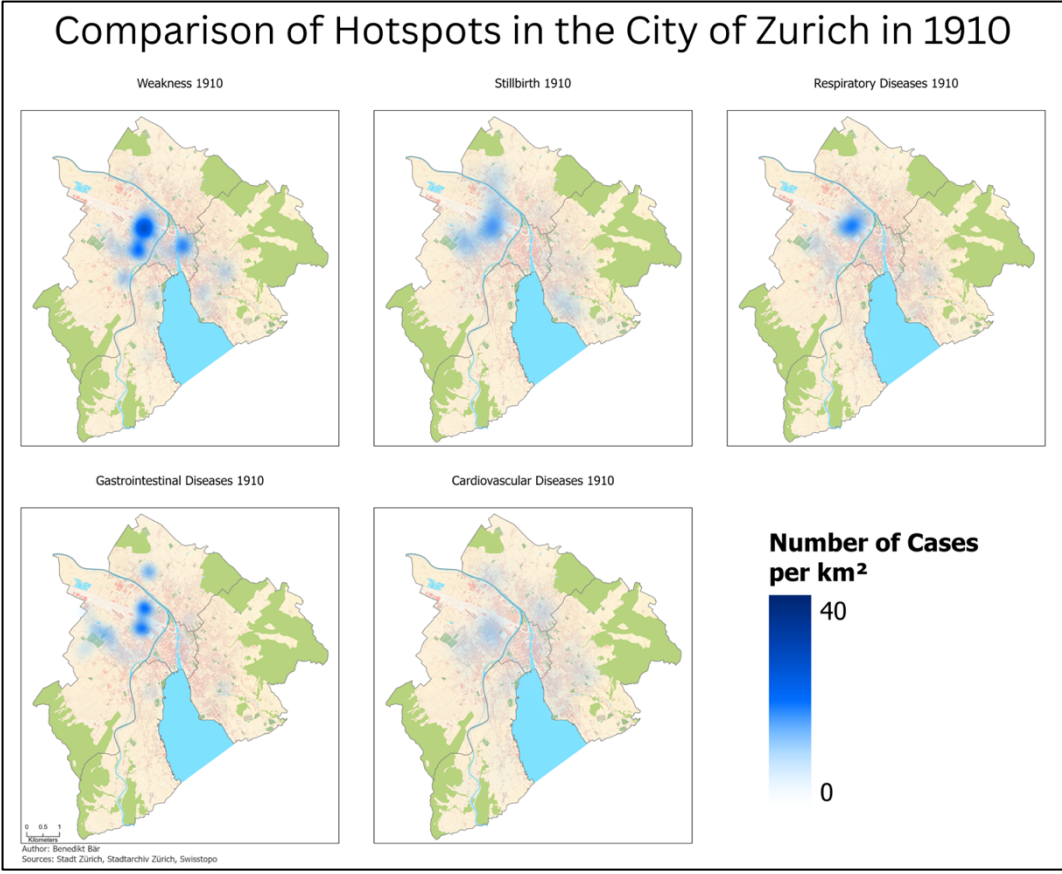 Comparison of Hotspots in the City of Zurich in 1910
Weakness 1910
Stillbirth 1910
Respiratory Diseases 1910
Gastrointestinal Diseases 1910
Cardiovascular Diseases 1910
Number of Cases
per km²
40
0
0 0.5 1
Kilometers
Author: Benedikt Bär
Sources: Stadt Zürich, Stadtarchiv Zürich, Swisstopo